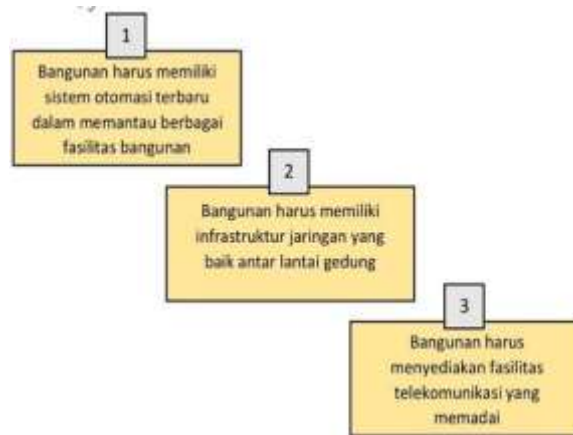 1
Bangunan harus memiliki
sistem otomasi terbaru
dalam memantau berbagai
fasilitas bangunan
2
Bangunan harus memiliki
infrastruktur jaringan yang
baik antar lantai gedung
3
Bangunan harus
menyediakan fasilitas
telekomunikasi yang
memadai